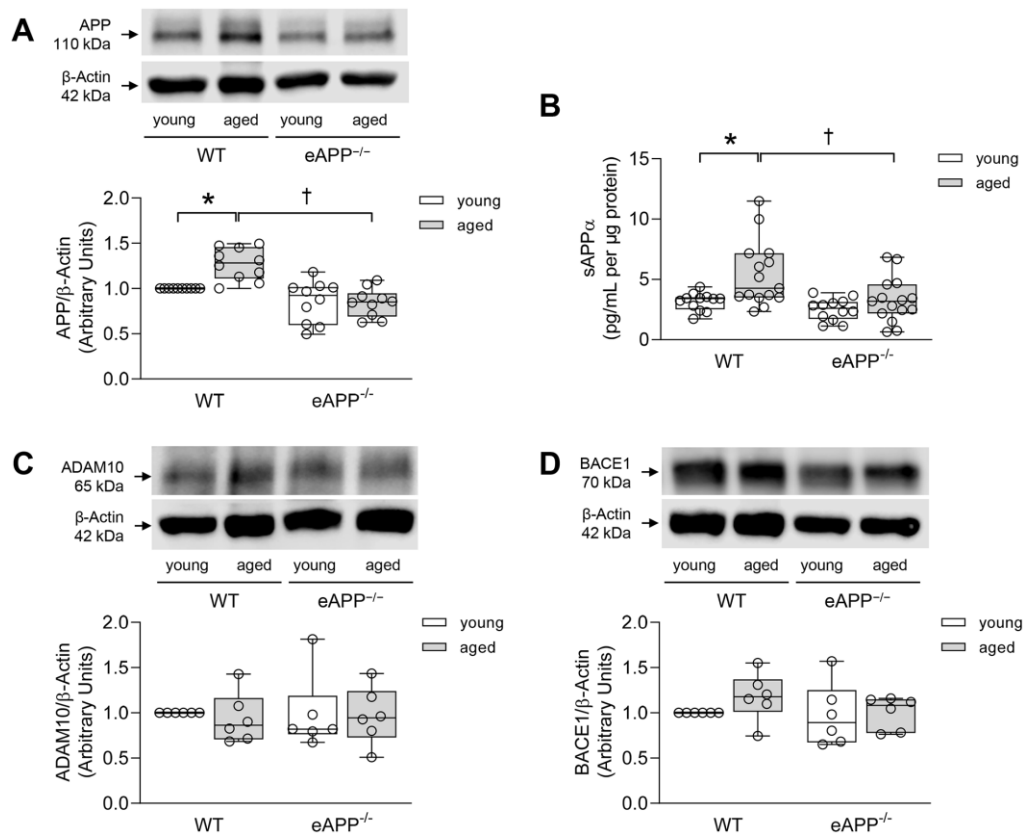 A
APP
110 kDa
β-Actin
42 kDa
young aged young aged
WT eAPP⁻/⁻
APP/β-Actin
(Arbitrary Units)
2.0
1.5
1.0
0.5
0.0
* †
young
aged
WT eAPP-/-
B
sAPPα
(pg/mL per µg protein)
15
10
5
0
* †
young
aged
WT eAPP-/-
C
ADAM10
65 kDa
β-Actin
42 kDa
young aged young aged
WT eAPP⁻/⁻
ADAM10/β-Actin
(Arbitrary Units)
2.0
1.5
1.0
0.5
0.0
young
aged
WT eAPP-/-
D
BACE1
70 kDa
β-Actin
42 kDa
young aged young aged
WT eAPP⁻/⁻
BACE1/β-Actin
(Arbitrary Units)
2.0
1.5
1.0
0.5
0.0
young
aged
WT eAPP-/-